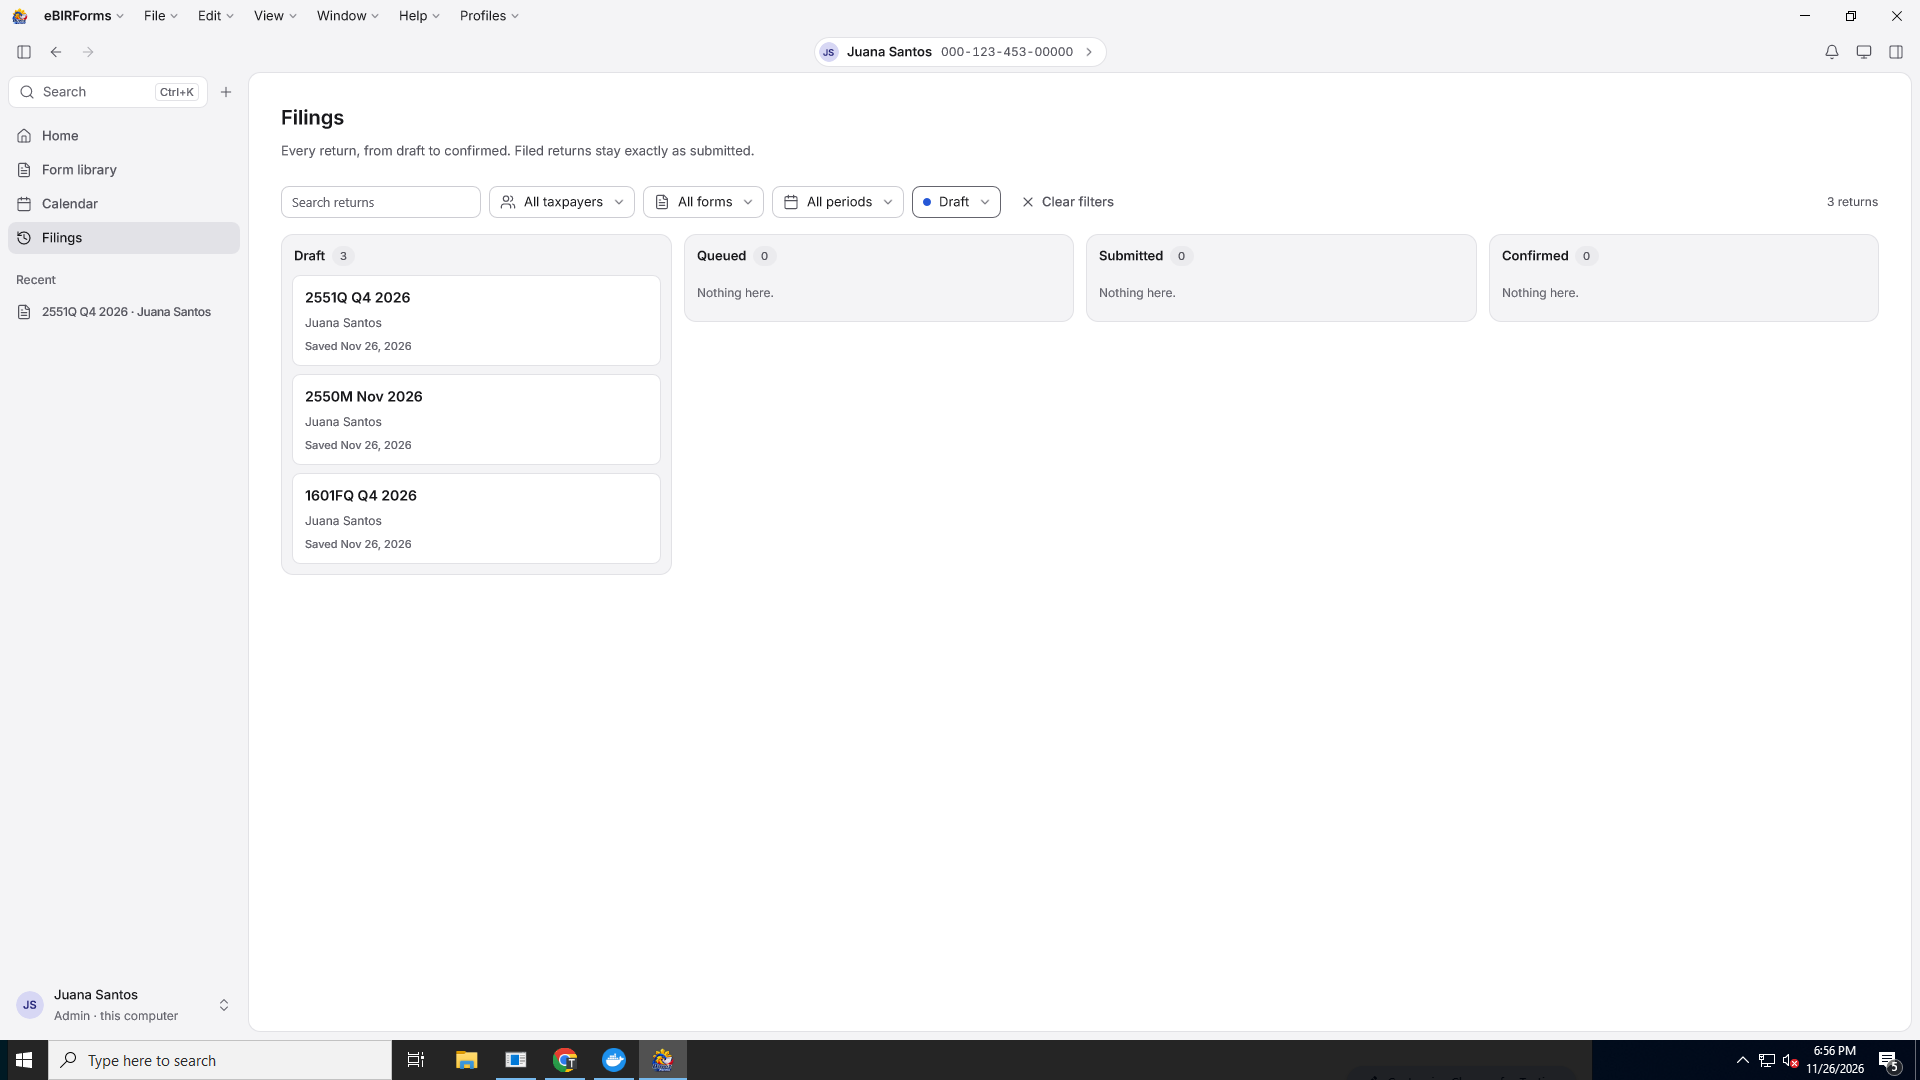 eBIRForms File Edit View Window Help Profiles
JS Juana Santos 000-123-453-00000
Search Ctrl+K
Home
Form library
Calendar
Filings
Recent
2551Q Q4 2026 · Juana Santos
Filings
Every return, from draft to confirmed. Filed returns stay exactly as submitted.
Search returns All taxpayers All forms All periods Draft Clear filters 3 returns
Draft 3
2551Q Q4 2026
Juana Santos
Saved Nov 26, 2026
2550M Nov 2026
Juana Santos
Saved Nov 26, 2026
1601FQ Q4 2026
Juana Santos
Saved Nov 26, 2026
Queued 0
Nothing here.
Submitted 0
Nothing here.
Confirmed 0
Nothing here.
JS
Juana Santos
Admin · this computer
Type here to search
6:56 PM
11/26/2026
5